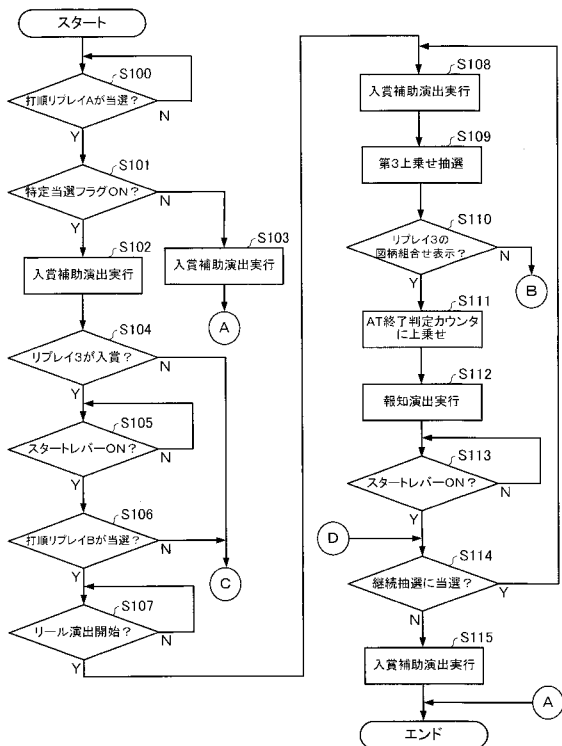 スタート
S100
打順リプレイAが当選?
N
Y
S101
特定当選フラグON?
N
Y
S102
入賞補助演出実行
S103
入賞補助演出実行
A
S104
リプレイ3が入賞?
N
Y
S105
スタートレバーON?
N
Y
S106
打順リプレイBが当選?
N
Y
C
S107
リール演出開始?
N
Y
S108
入賞補助演出実行
S109
第3上乗せ抽選
S110
リプレイ3の
図柄組合せ表示?
N
Y
B
S111
AT終了判定カウンタ
に上乗せ
S112
報知演出実行
S113
スタートレバーON?
N
Y
D
S114
継続抽選に当選?
Y
N
S115
入賞補助演出実行
A
エンド